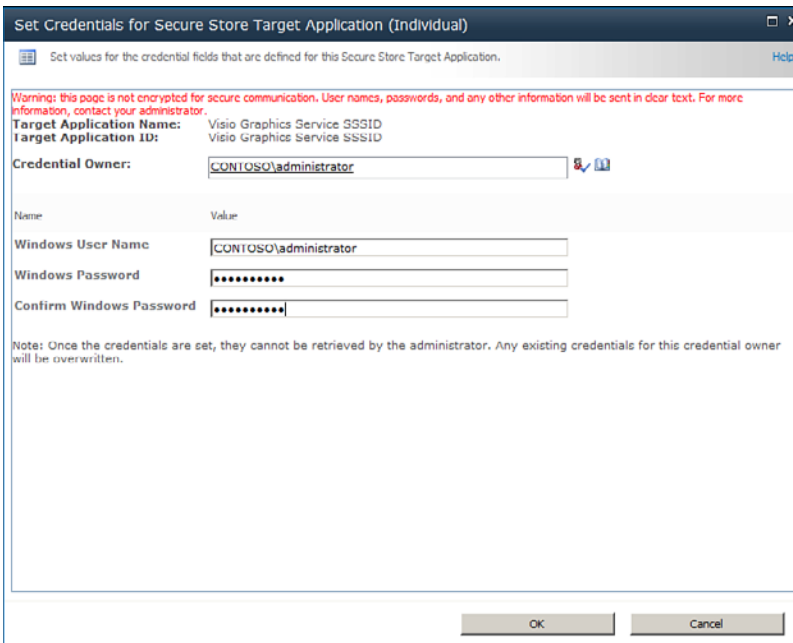 Set Credentials for Secure Store Target Application (Individual)
Set values for the credential fields that are defined for this Secure Store Target Application.
Help
Warning: this page is not encrypted for secure communication. User names, passwords, and any other information will be sent in clear text. For more
information, contact your administrator.
Target Application Name: Visio Graphics Service SSSID
Target Application ID: Visio Graphics Service SSSID
Credential Owner: CONTOSO\administrator
Name Value
Windows User Name CONTOSO\administrator
Windows Password ••••••••••
Confirm Windows Password ••••••••••
Note: Once the credentials are set, they cannot be retrieved by the administrator. Any existing credentials for this credential owner
will be overwritten.
OK Cancel